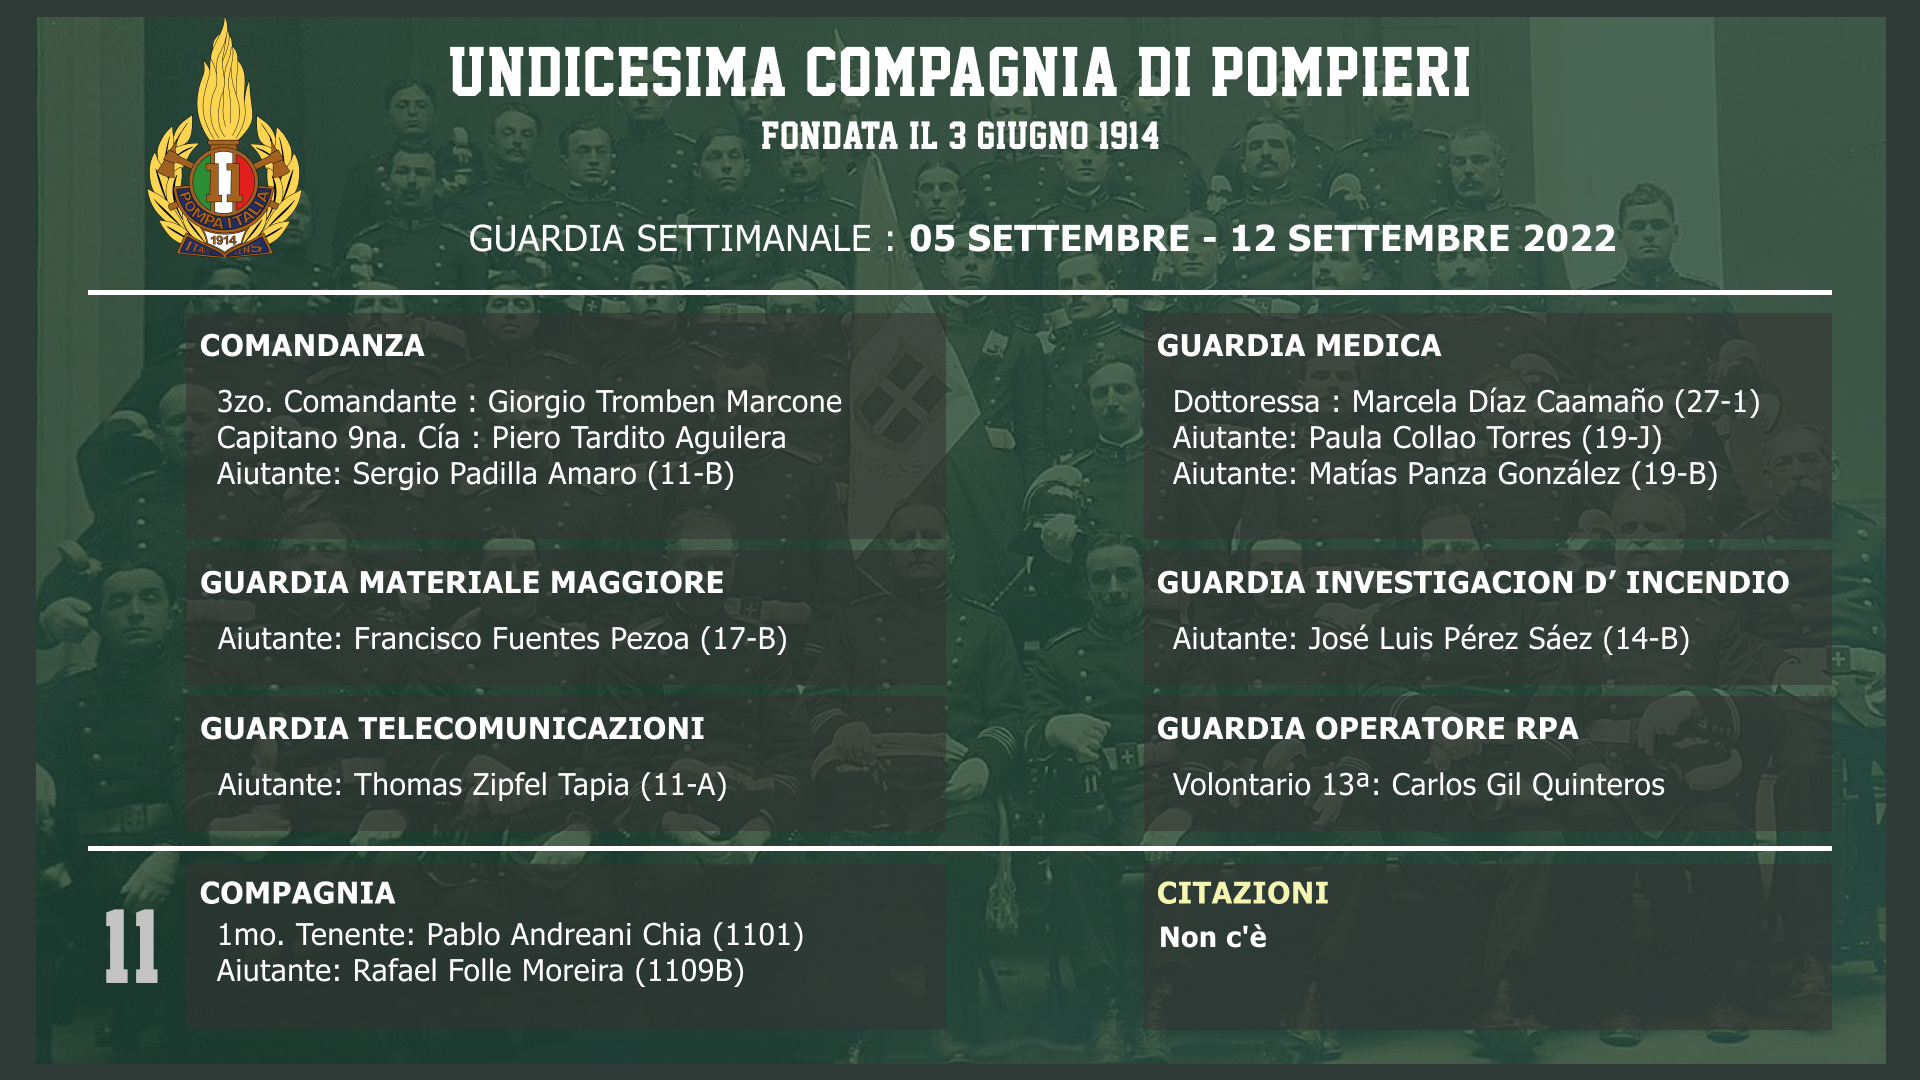 UNDICESIMA COMPAGNIA DI POMPIERI
FONDATA IL 3 GIUGNO 1914
11
POMPA ITALIA
1914
GUARDIA SETTIMANALE : 05 SETTEMBRE - 12 SETTEMBRE 2022
COMANDANZA
3zo. Comandante : Giorgio Tromben Marcone
Capitano 9na. Cía : Piero Tardito Aguilera
Aiutante: Sergio Padilla Amaro (11-B)
GUARDIA MEDICA
Dottoressa : Marcela Díaz Caamaño (27-1)
Aiutante: Paula Collao Torres (19-J)
Aiutante: Matías Panza González (19-B)
GUARDIA MATERIALE MAGGIORE
Aiutante: Francisco Fuentes Pezoa (17-B)
GUARDIA INVESTIGACION D’ INCENDIO
Aiutante: José Luis Pérez Sáez (14-B)
GUARDIA TELECOMUNICAZIONI
Aiutante: Thomas Zipfel Tapia (11-A)
GUARDIA OPERATORE RPA
Volontario 13ª: Carlos Gil Quinteros
11
COMPAGNIA
1mo. Tenente: Pablo Andreani Chia (1101)
Aiutante: Rafael Folle Moreira (1109B)
CITAZIONI
Non c'è